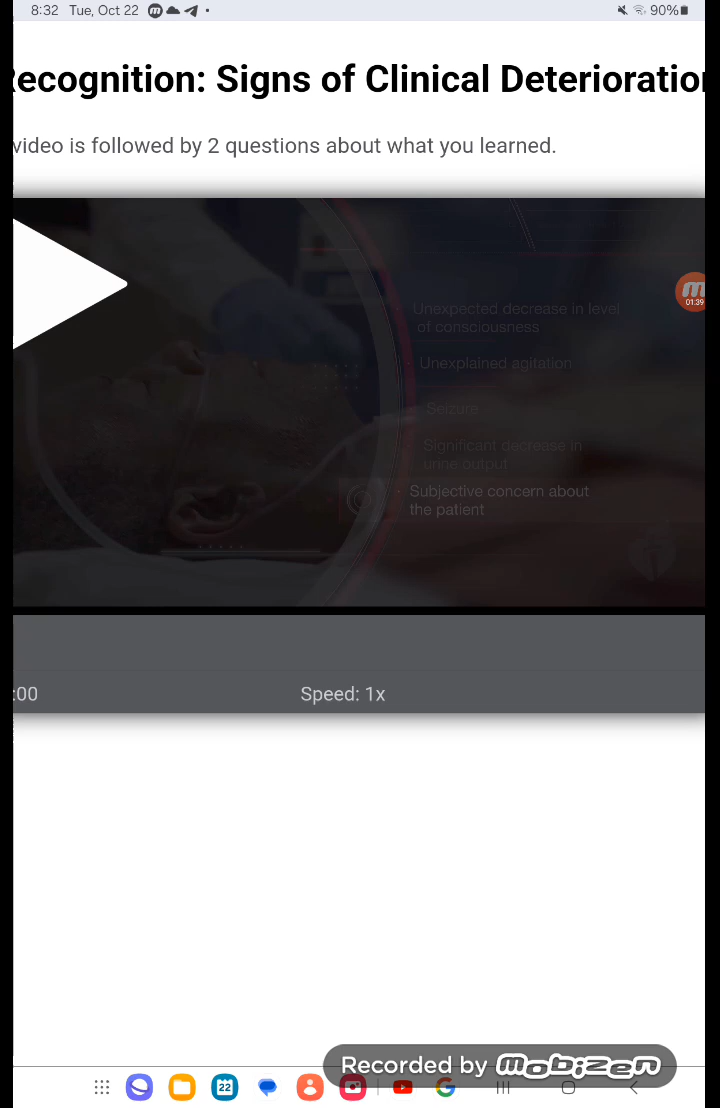 8:32 Tue, Oct 22
90%
ecognition: Signs of Clinical Deterioratio
video is followed by 2 questions about what you learned.
Unexpected decrease in level
of consciousness
Unexplained agitation
Seizure
Significant decrease in
urine output
Subjective concern about
the patient
01:39
:00
Speed: 1x
Recorded by mobizen
22